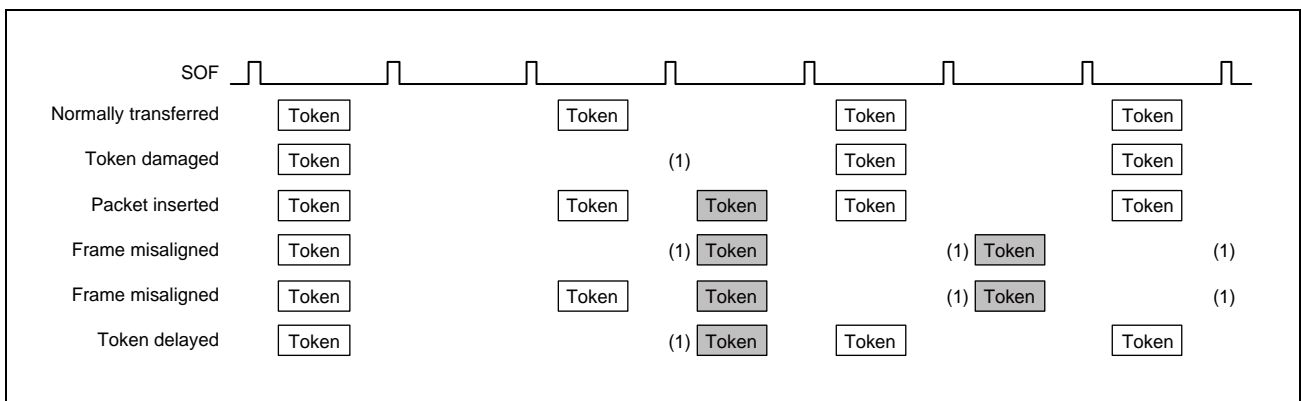 SOF
Normally transferred Token Token Token Token
Token damaged Token (1) Token Token
Packet inserted Token Token Token Token Token
Frame misaligned Token (1) Token (1) Token (1)
Frame misaligned Token Token Token (1) Token (1)
Token delayed Token (1) Token Token Token